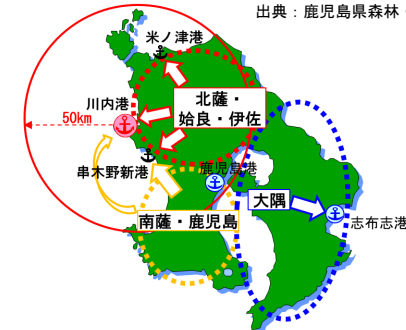 出典：鹿児島県森林（
米ノ津港
川内港
北薩・
姶良・伊佐
50km
串木野新港
鹿児島港
大隅
南薩・鹿児島
志布志港